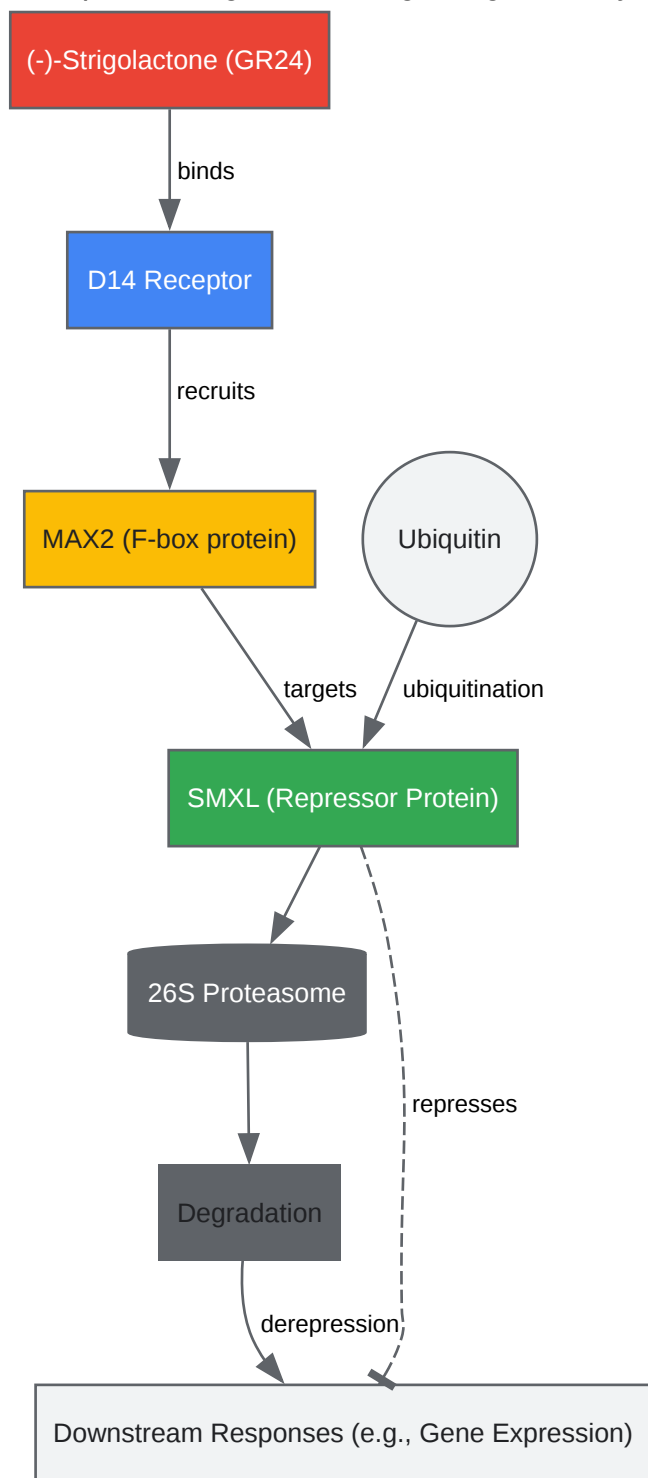 (-)-Strigolactone (GR24)
binds
D14 Receptor
recruits
MAX2 (F-box protein)
Ubiquitin
targets
ubiquitination
SMXL (Repressor Protein)
26S Proteasome
represses
Degradation
derepression
Downstream Responses (e.g., Gene Expression)